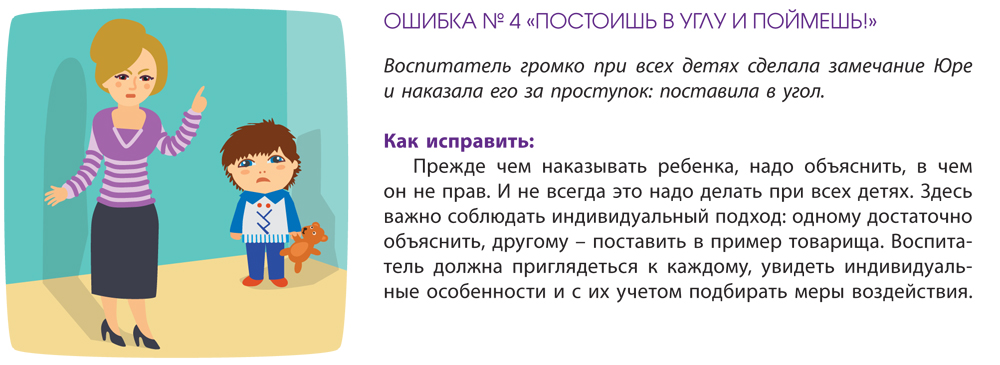 ОШИБКА № 4 «ПОСТОИШЬ В УГЛУ И ПОЙМЕШЬ!»
Воспитатель громко при всех детях сделала замечание Юре
и наказала его за проступок: поставила в угол.
Как исправить:
Прежде чем наказывать ребенка, надо объяснить, в чем
он не прав. И не всегда это надо делать при всех детях. Здесь
важно соблюдать индивидуальный подход: одному достаточно
объяснить, другому – поставить в пример товарища. Воспита-
тель должна приглядеться к каждому, увидеть индивидуаль-
ные особенности и с их учетом подбирать меры воздействия.